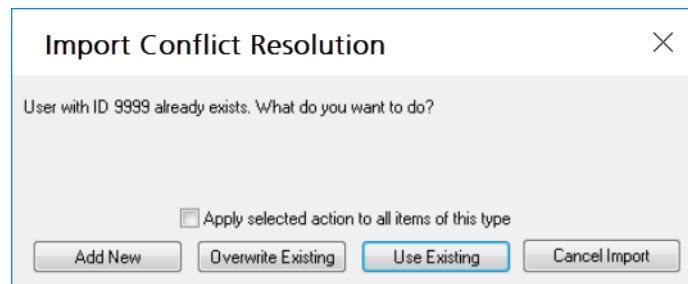 Import Conflict Resolution
User with ID 9999 already exists. What do you want to do?
Apply selected action to all items of this type
Add New
Overwrite Existing
Use Existing
Cancel Import